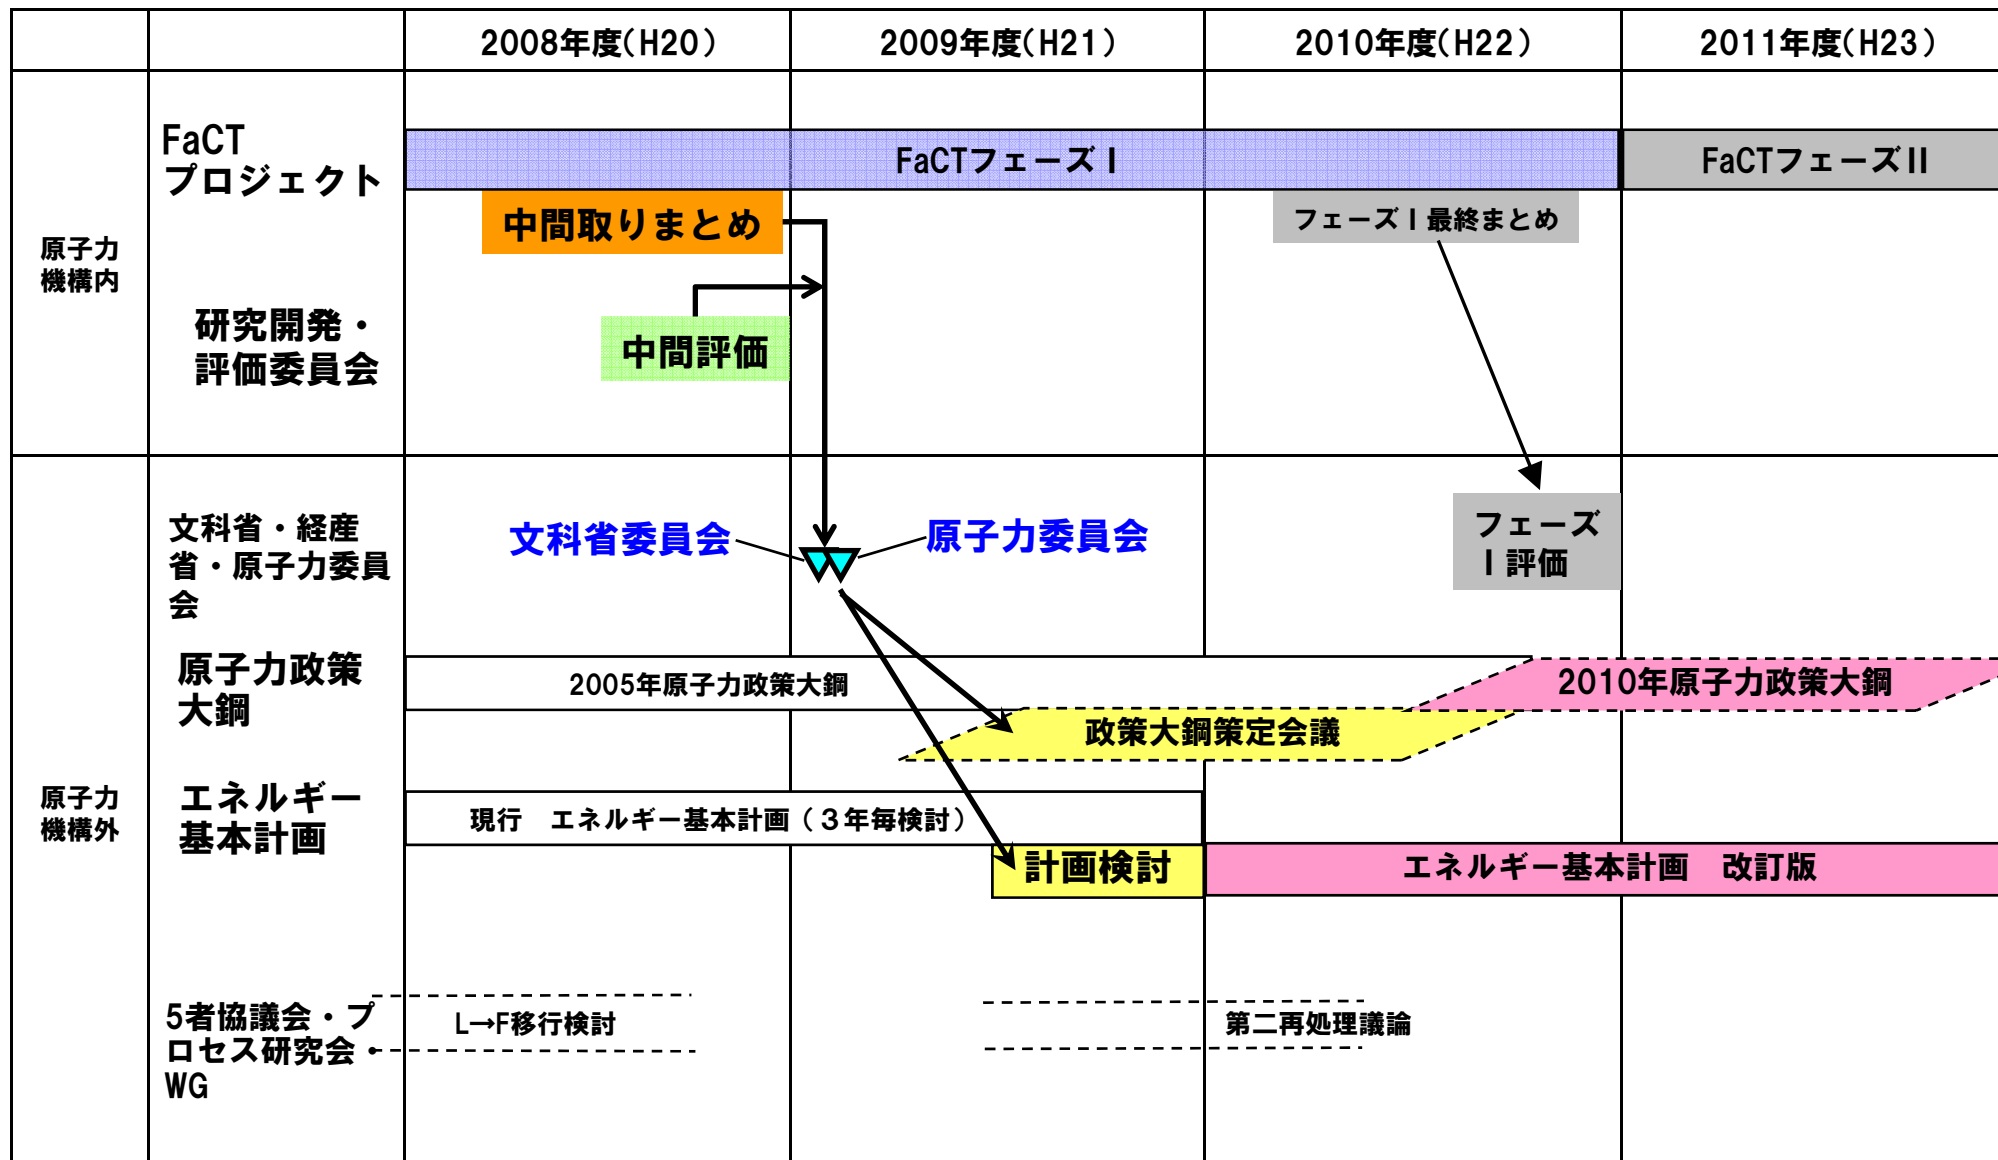 2008年度(H20)
2009年度(H21)
2010年度(H22)
2011年度(H23)
原子力
機構内
FaCT
プロジェクト
FaCTフェーズⅠ
FaCTフェーズII
中間取りまとめ
フェーズⅠ最終まとめ
研究開発・
評価委員会
中間評価
原子力
機構外
文科省・経産
省・原子力委員
会
文科省委員会
原子力委員会
フェーズ
Ⅰ評価
原子力政策
大鋼
2005年原子力政策大鋼
2010年原子力政策大鋼
政策大鋼策定会議
エネルギー
基本計画
現行　エネルギー基本計画（３年毎検討）
計画検討
エネルギー基本計画　改訂版
5者協議会・プ
ロセス研究会・
WG
L→F移行検討
第二再処理議論